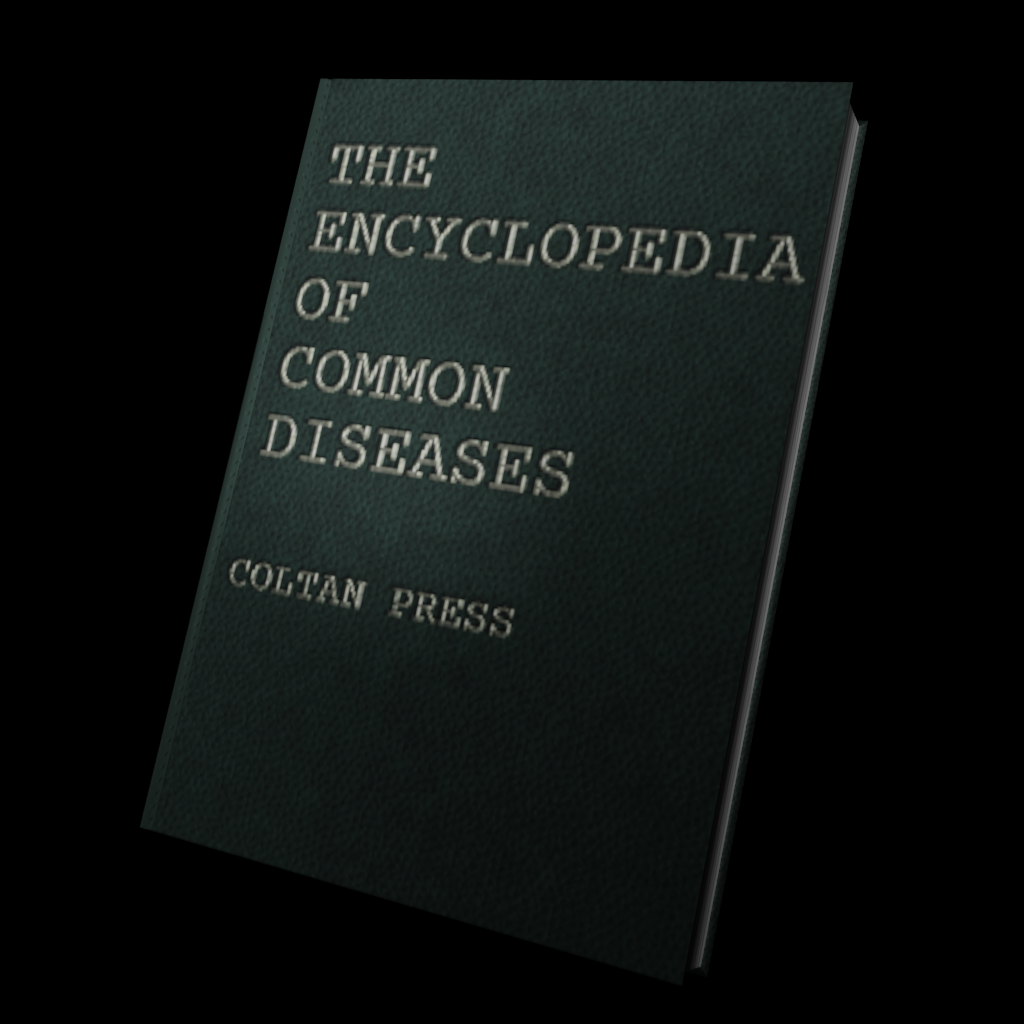 THE
ENCYCLOPEDIA
OF
COMMON
DISEASES
COLTAN PRESS